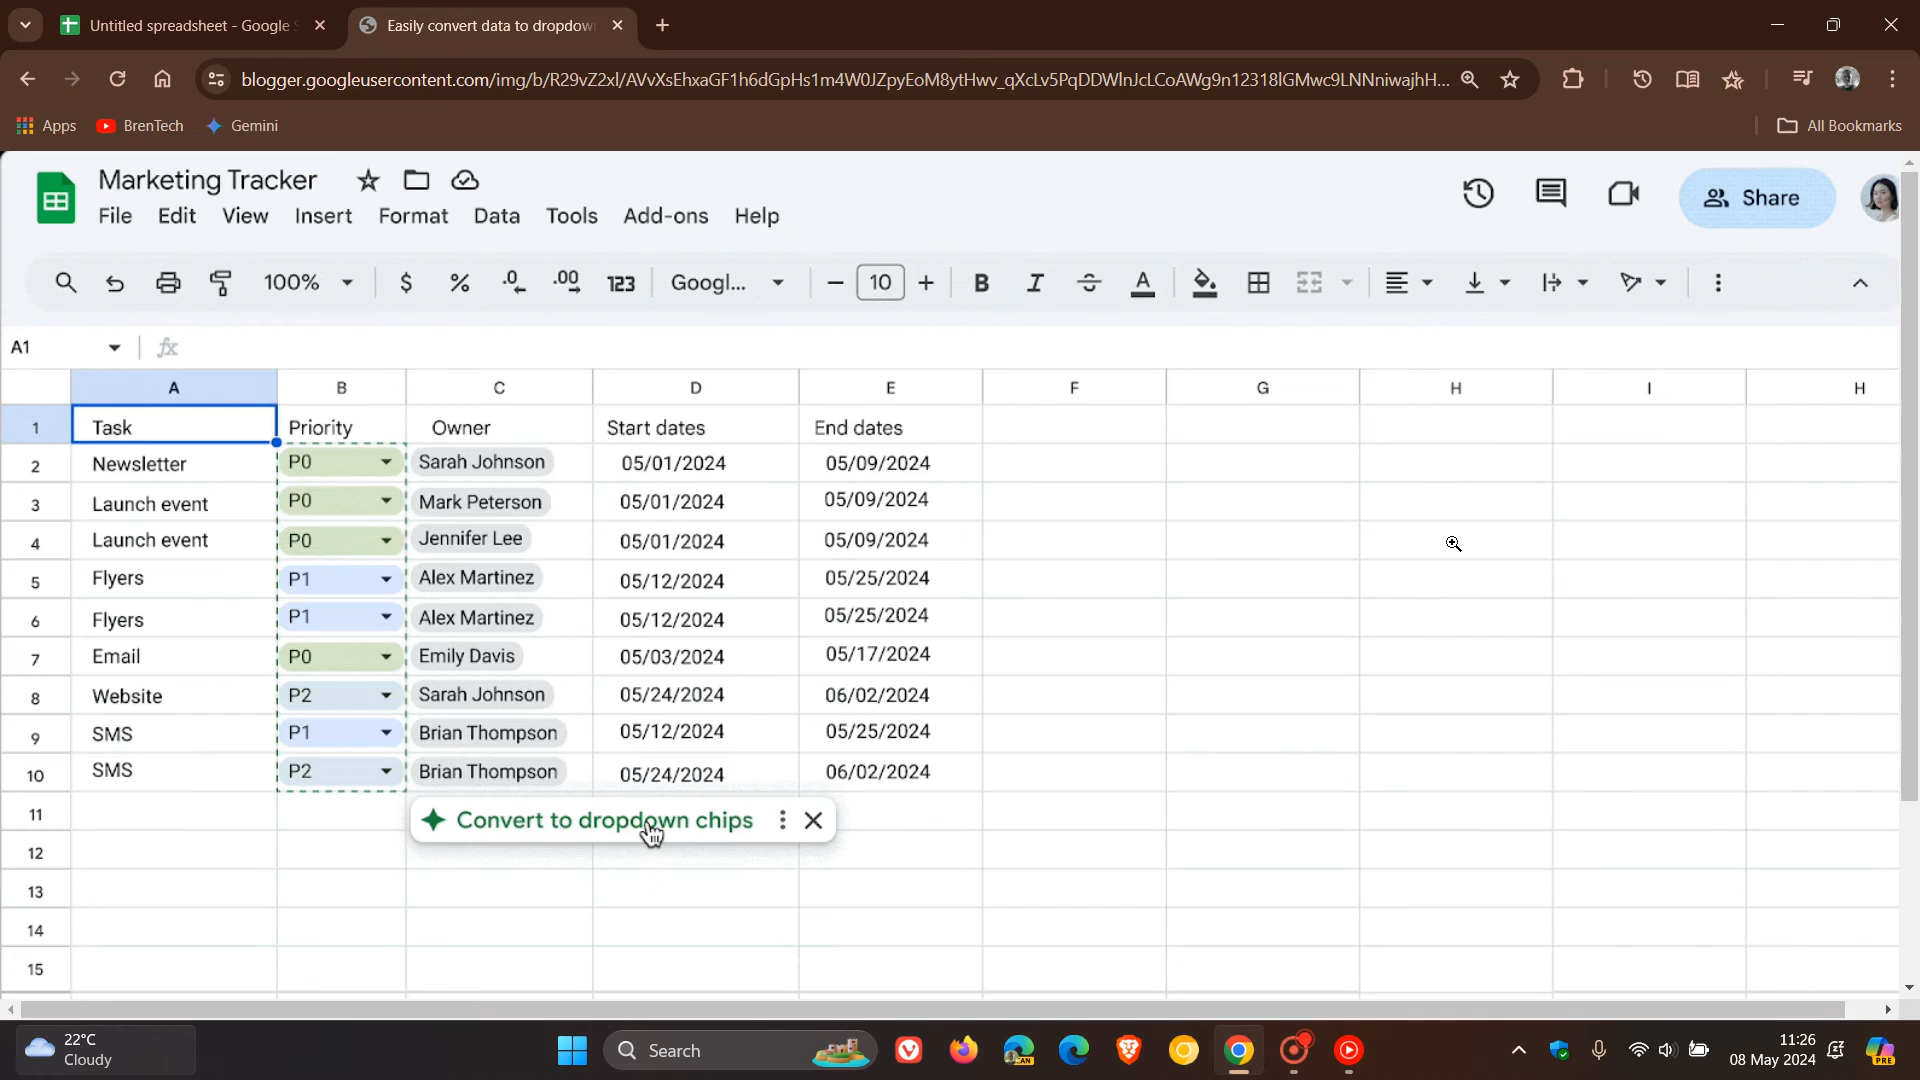 Untitled spreadsheet - Google S
Easily convert data to dropdow
blogger.googleusercontent.com/img/b/R29vZ2xl/AVvXsEhxaGF1h6dGpHs1m4W0JZpyEoM8ytHwv_qXcLv5PqDDWlnJcLCoAWg9n12318lGMwc9LNNniwajhH...
Apps BrenTech Gemini All Bookmarks
Marketing Tracker
File Edit View Insert Format Data Tools Add-ons Help
Share
100% $ % .0 .00 123 Googl... 10 B I A
A1 fx
A B C D E F G H I H
1 Task Priority Owner Start dates End dates
2 Newsletter P0 Sarah Johnson 05/01/2024 05/09/2024
3 Launch event P0 Mark Peterson 05/01/2024 05/09/2024
4 Launch event P0 Jennifer Lee 05/01/2024 05/09/2024
5 Flyers P1 Alex Martinez 05/12/2024 05/25/2024
6 Flyers P1 Alex Martinez 05/12/2024 05/25/2024
7 Email P0 Emily Davis 05/03/2024 05/17/2024
8 Website P2 Sarah Johnson 05/24/2024 06/02/2024
9 SMS P1 Brian Thompson 05/12/2024 05/25/2024
10 SMS P2 Brian Thompson 05/24/2024 06/02/2024
11
Convert to dropdown chips
12
13
14
15
22°C
Cloudy
Search
CAN
11:26
08 May 2024
PRE